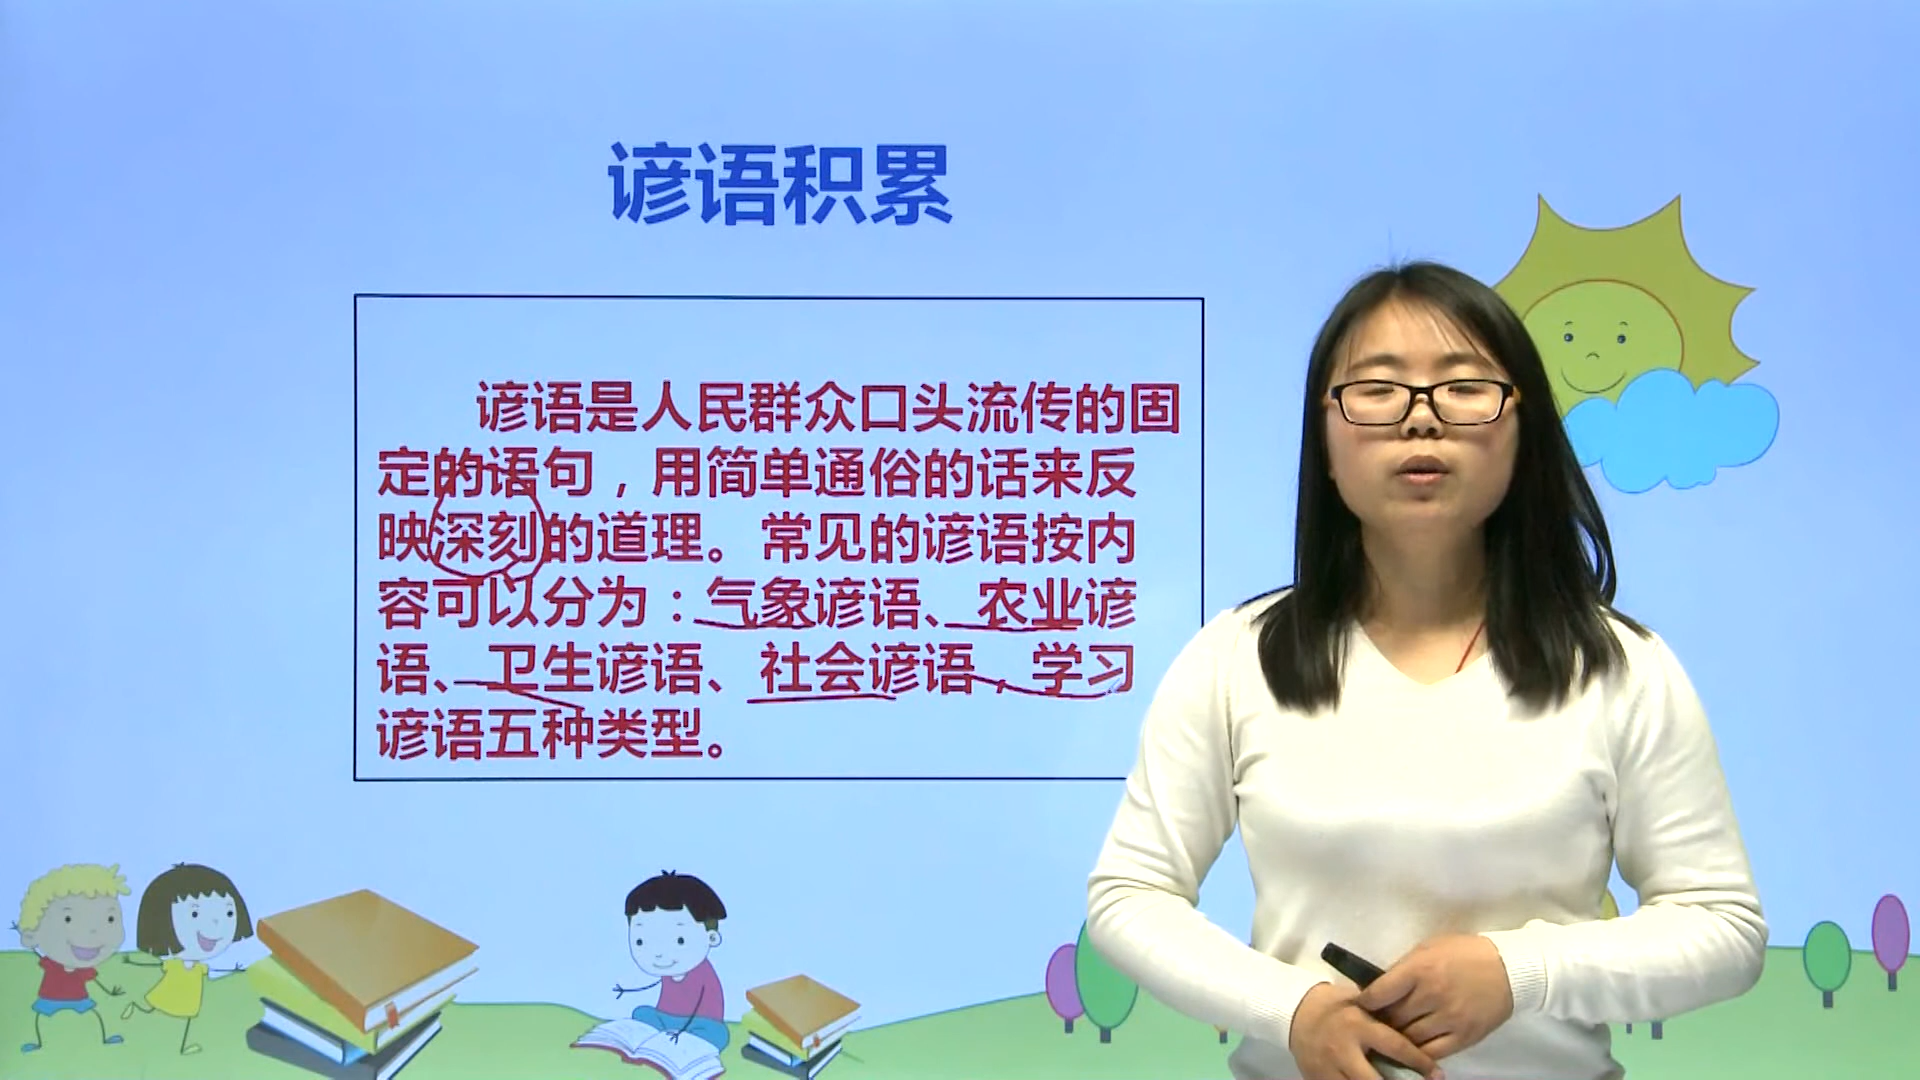 谚语积累
谚语是人民群众口头流传的固
定的语句，用简单通俗的话来反
映深刻的道理。常见的谚语按内
容可以分为：气象谚语、农业谚
语、卫生谚语、社会谚语，学习
谚语五种类型。